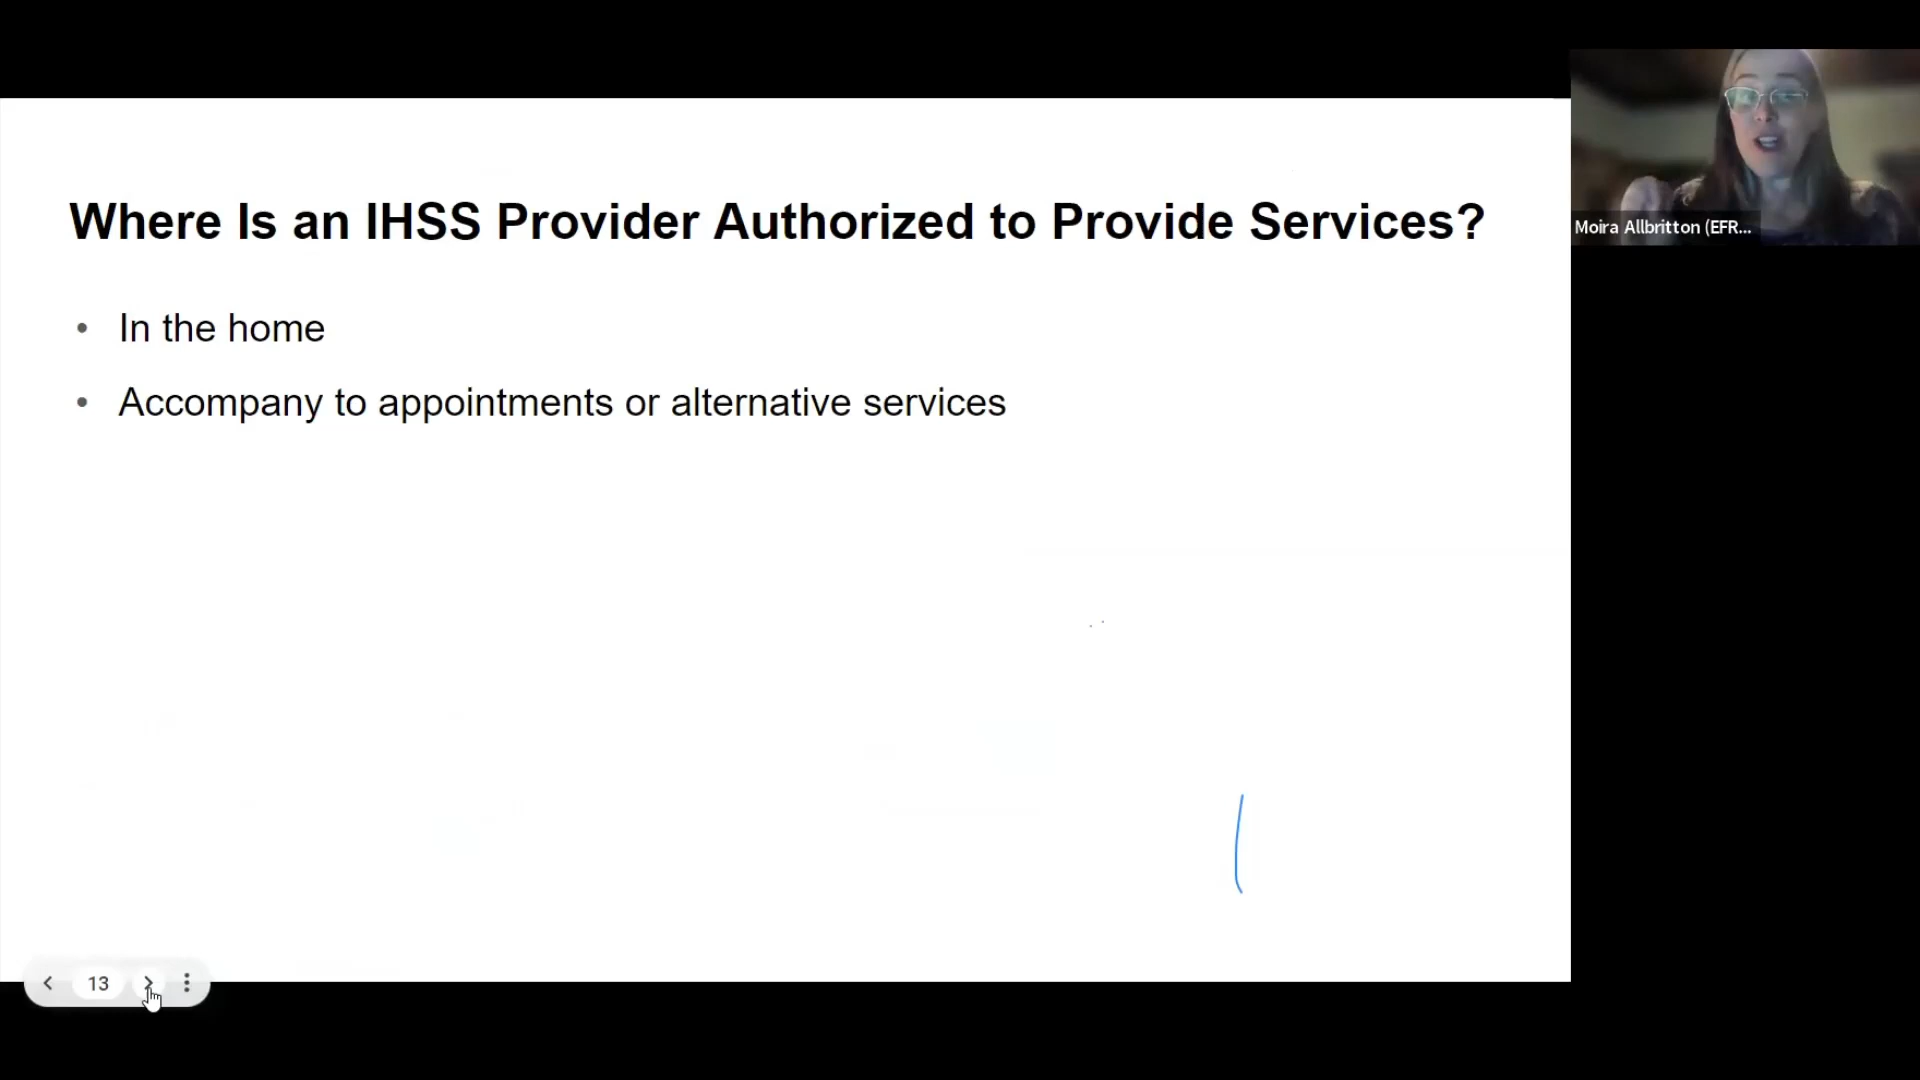 Where Is an IHSS Provider Authorized to Provide Services?
• In the home
• Accompany to appointments or alternative services
Moira Allbritton (EFR...
13